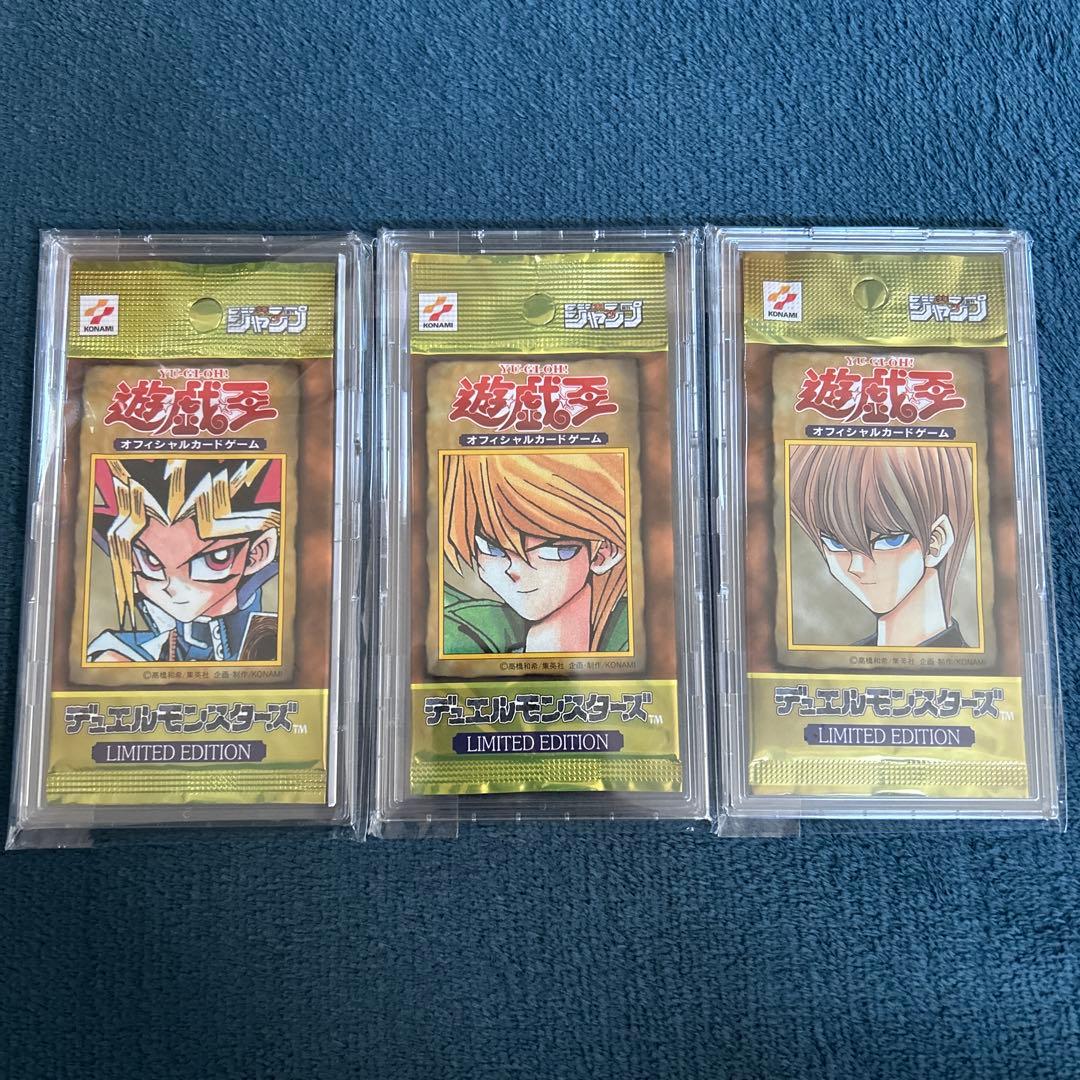 KONAMI
ジャンプ
YU-GI-OH!
遊戯王
オフィシャルカードゲーム
©高橋和希/集英社 企画・制作/KONAMI
デュエルモンスターズ™
LIMITED EDITION
KONAMI
ジャンプ
YU-GI-OH!
遊戯王
オフィシャルカードゲーム
©高橋和希/集英社 企画・制作/KONAMI
デュエルモンスターズ™
LIMITED EDITION
KONAMI
ジャンプ
YU-GI-OH!
遊戯王
オフィシャルカードゲーム
©高橋和希/集英社 企画・制作/KONAMI
デュエルモンスターズ™
LIMITED EDITION